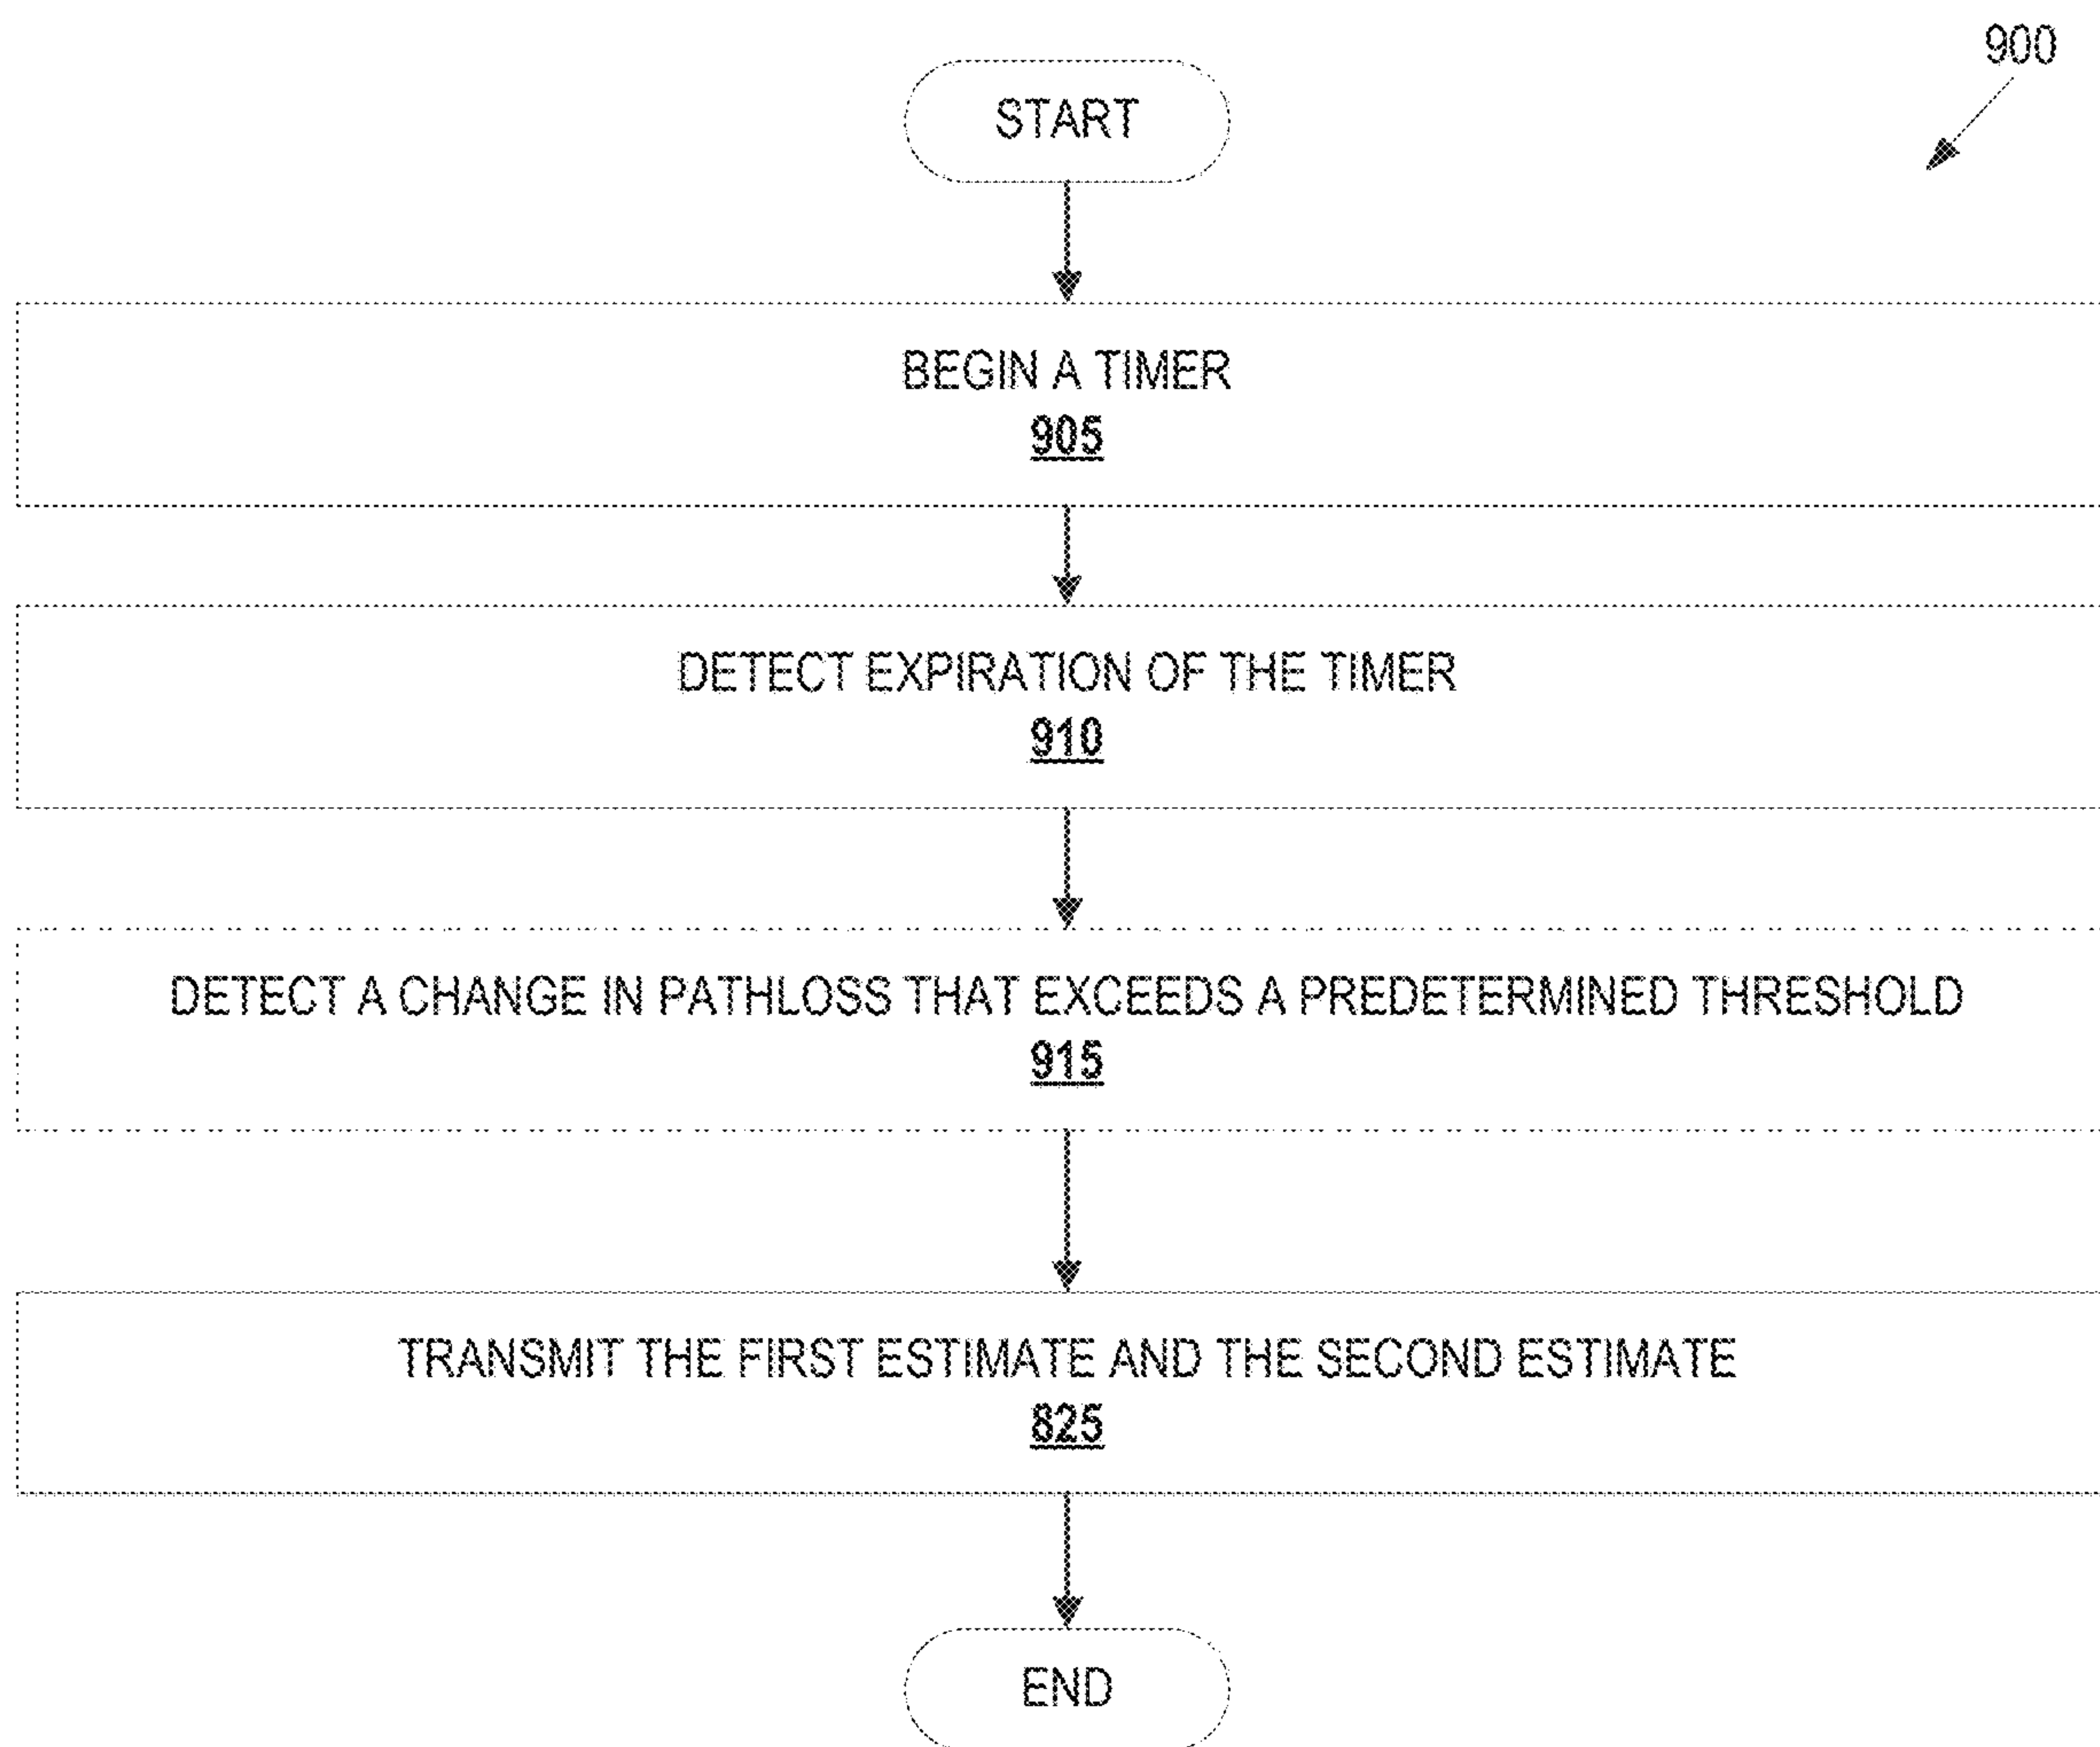 900
START
BEGIN A TIMER
905
DETECT EXPIRATION OF THE TIMER
910
DETECT A CHANGE IN PATHLOSS THAT EXCEEDS A PREDETERMINED THRESHOLD
915
TRANSMIT THE FIRST ESTIMATE AND THE SECOND ESTIMATE
825
END